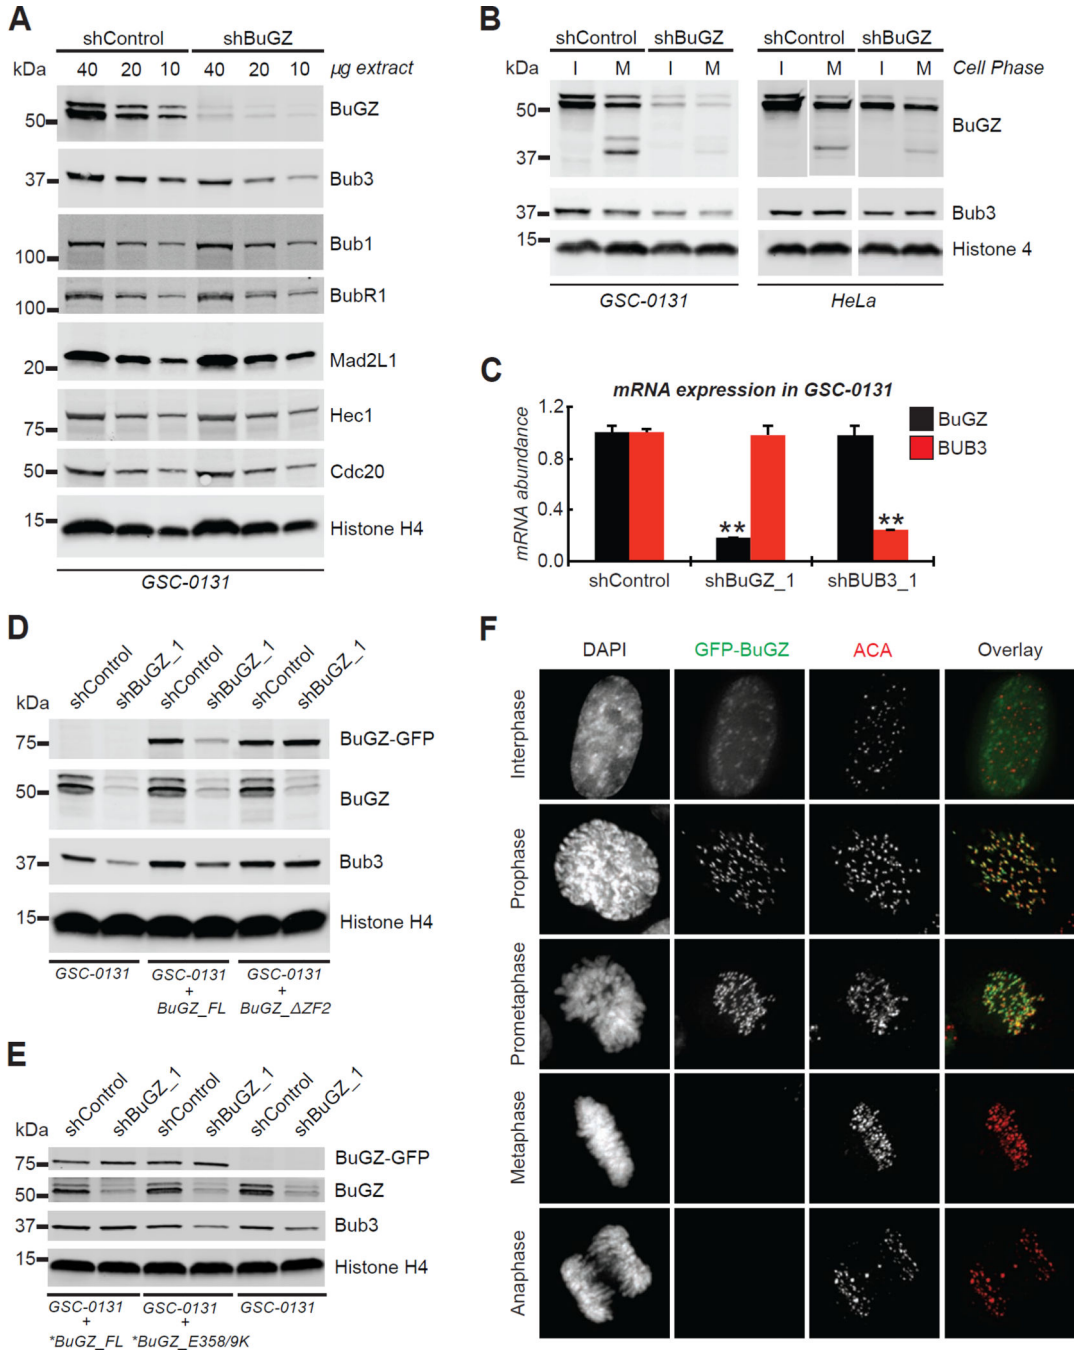 A
shControl shBuGZ
kDa 40 20 10 40 20 10 µg extract
50 BuGZ
37 Bub3
100 Bub1
100 BubR1
20 Mad2L1
75 Hec1
50 Cdc20
15 Histone H4
GSC-0131
B
shControl shBuGZ shControl shBuGZ
kDa I M I M I M I M Cell Phase
50
37
BuGZ
37 Bub3
15
Histone 4
GSC-0131 HeLa
C
mRNA expression in GSC-0131
mRNA abundance
1.2
0.8
0.4
0.0
BuGZ
BUB3
** **
shControl shBuGZ_1 shBUB3_1
D
shControl shBuGZ_1 shControl shBuGZ_1 shControl shBuGZ_1
kDa
75 BuGZ-GFP
50 BuGZ
37 Bub3
15 Histone H4
GSC-0131 GSC-0131 GSC-0131
+ +
BuGZ_FL BuGZ_ΔZF2
E
shControl shBuGZ_1 shControl shBuGZ_1 shControl shBuGZ_1
kDa
75 BuGZ-GFP
50 BuGZ
37 Bub3
15 Histone H4
GSC-0131 GSC-0131 GSC-0131
+ +
*BuGZ_FL *BuGZ_E358/9K
F
DAPI GFP-BuGZ ACA Overlay
Interphase
Prophase
Prometaphase
Metaphase
Anaphase